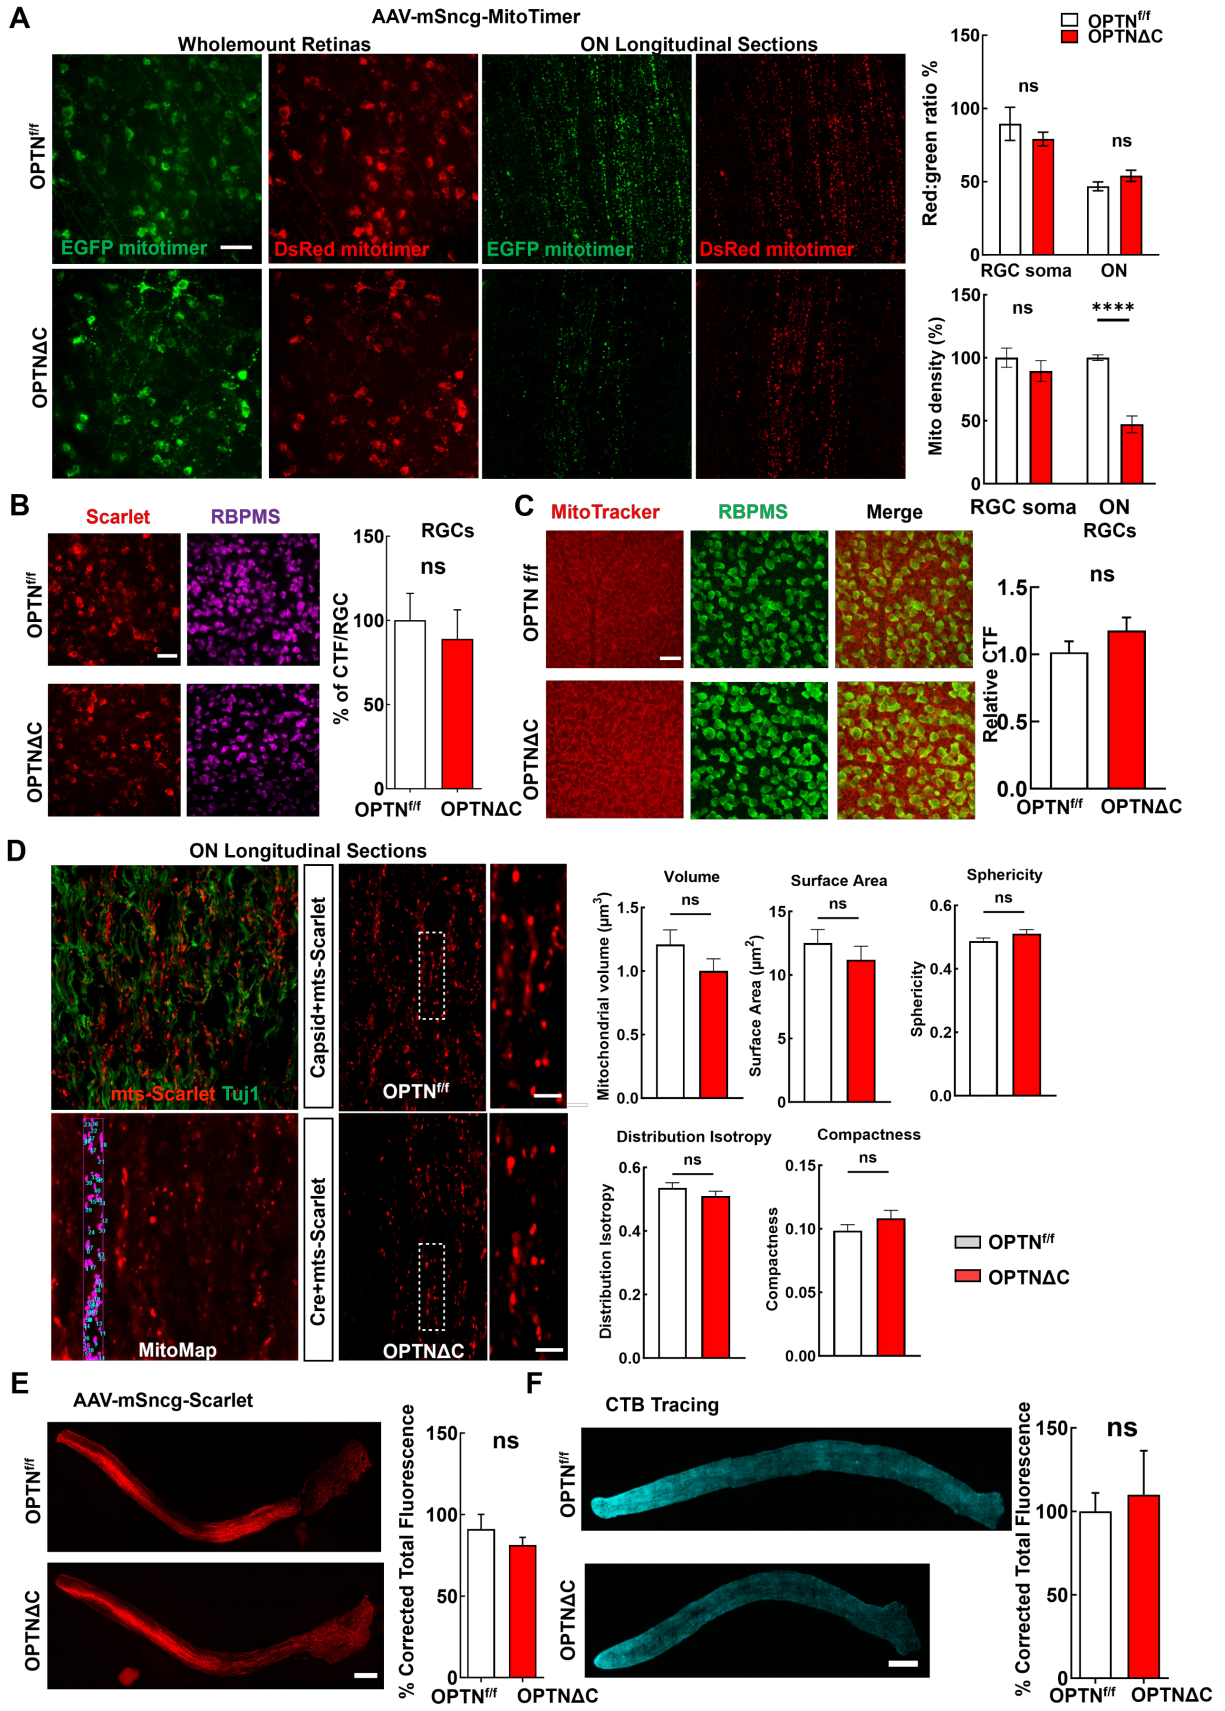 A
AAV-mSncg-MitoTimer
Wholemount Retinas
ON Longitudinal Sections
OPTNf/f
OPTNΔC
EGFP mitotimer
DsRed mitotimer
EGFP mitotimer
DsRed mitotimer
OPTNf/f
OPTNΔC
Red:green ratio %
150
100
50
0
ns
ns
RGC soma
ON
Mito density (%)
150
100
50
0
ns
****
RGC soma
ON
B
Scarlet
RBPMS
OPTNf/f
OPTNΔC
RGCs
ns
% of CTF/RGC
150
100
50
0
OPTNf/f
OPTNΔC
C
MitoTracker
RBPMS
Merge
OPTN f/f
OPTNΔC
RGCs
ns
Relative CTF
1.5
1.0
0.5
0.0
OPTNf/f
OPTNΔC
D
ON Longitudinal Sections
mts-Scarlet Tuj1
MitoMap
Capsid+mts-Scarlet
Cre+mts-Scarlet
OPTNf/f
OPTNΔC
Volume
ns
Mitochondrial volume (µm3)
1.5
1.0
0.5
0.0
Surface Area
ns
Surface Area (µm2)
15
10
5
0
Sphericity
ns
Sphericity
0.6
0.4
0.2
0.0
Distribution Isotropy
ns
Distribution Isotropy
0.6
0.4
0.2
0.0
Compactness
ns
Compactness
0.15
0.10
0.05
0.00
OPTNf/f
OPTNΔC
E
AAV-mSncg-Scarlet
OPTNf/f
OPTNΔC
% Corrected Total Fluorescence
150
100
50
0
ns
OPTNf/f
OPTNΔC
F
CTB Tracing
OPTNf/f
OPTNΔC
% Corrected Total Fluorescence
150
100
50
0
ns
OPTNf/f
OPTNΔC